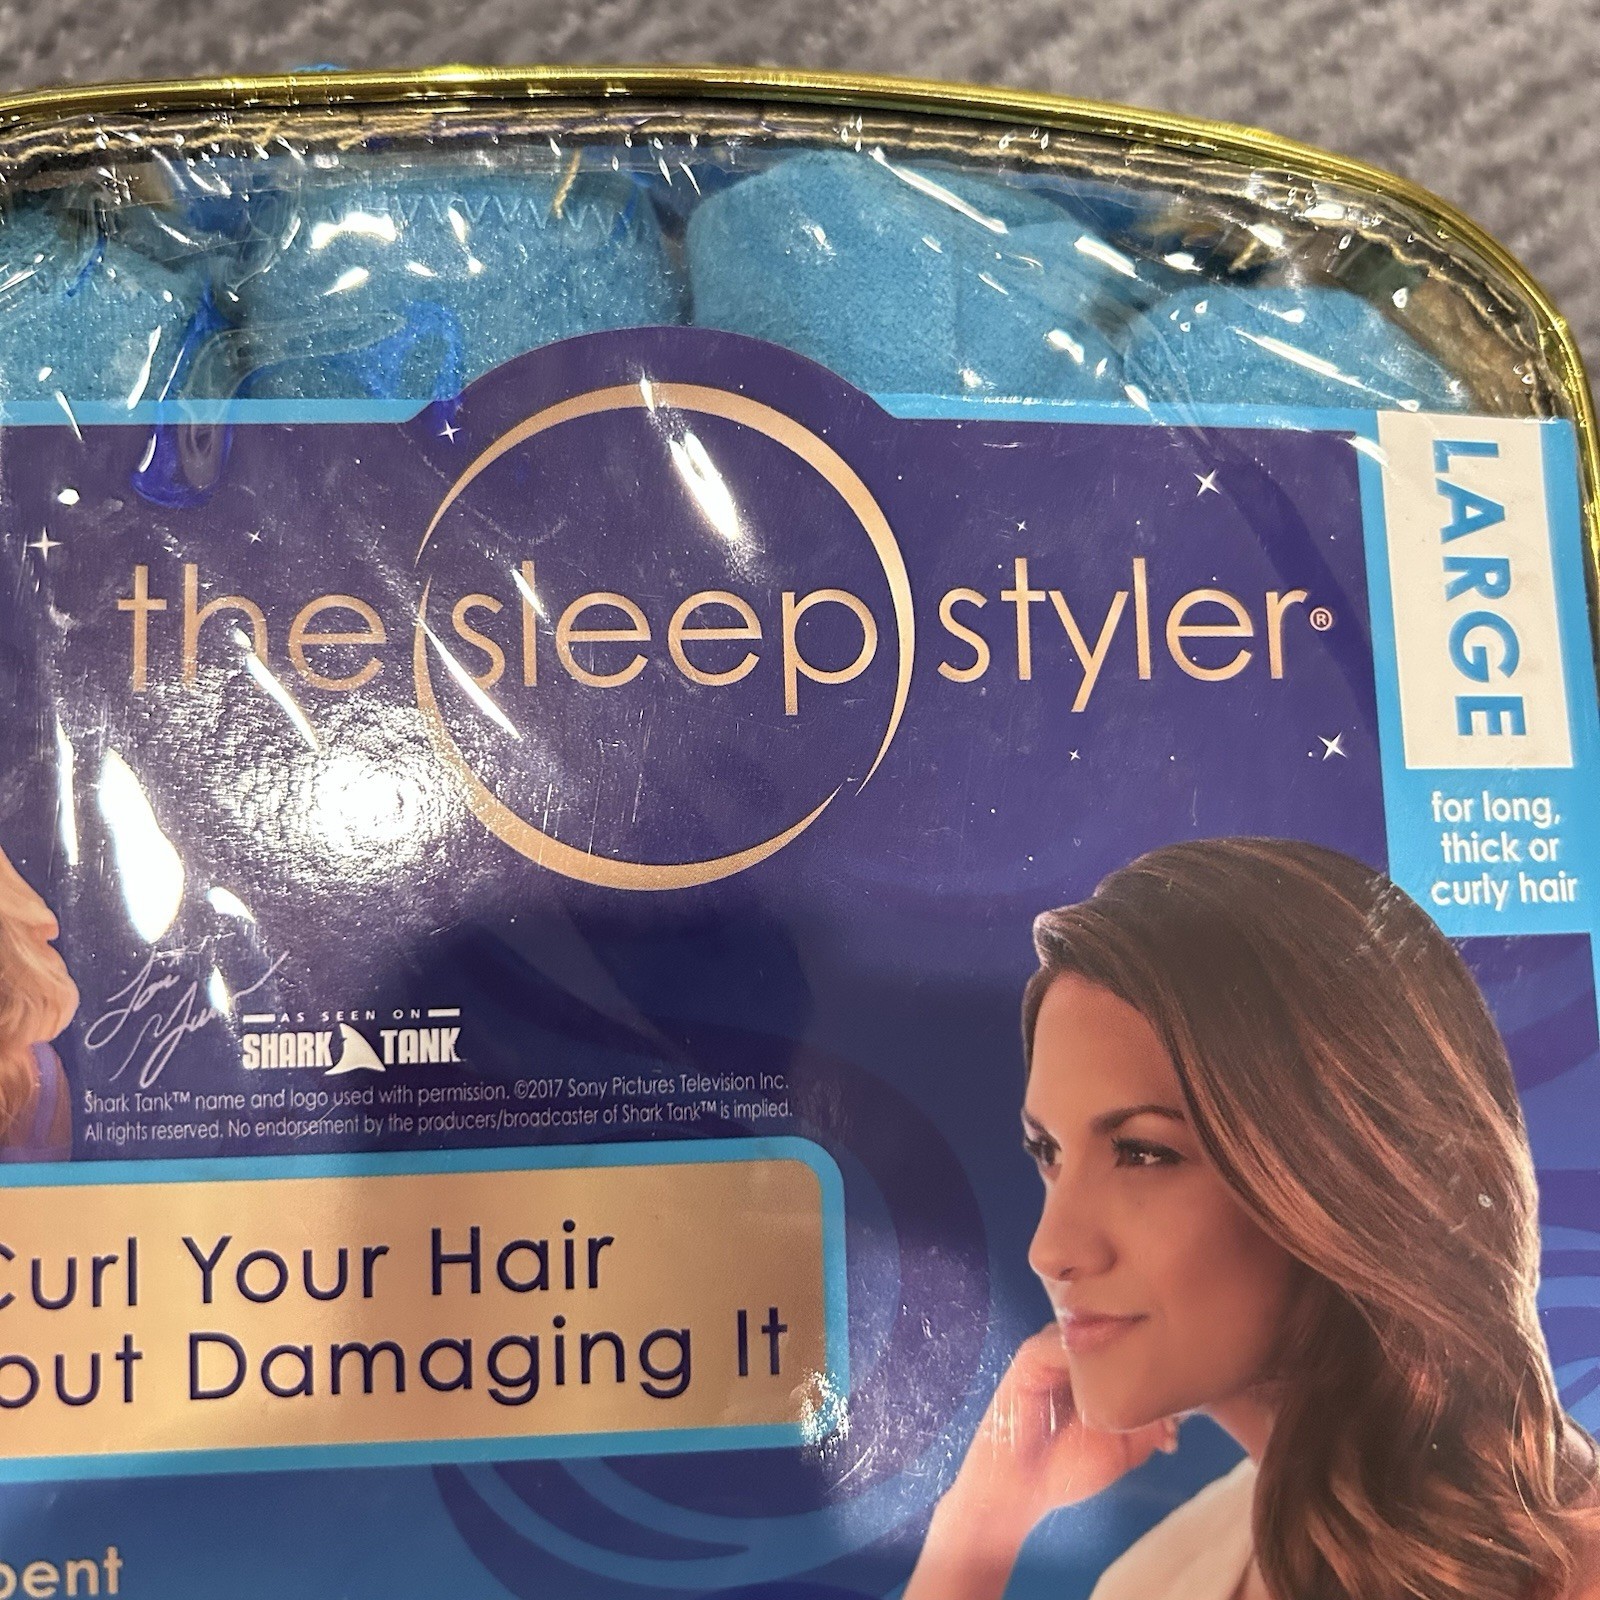 the sleep styler®
LARGE
for long,
thick or
curly hair
AS SEEN ON
SHARK TANK
Shark Tank™ name and logo used with permission. ©2017 Sony Pictures Television Inc.
All rights reserved. No endorsement by the producers/broadcaster of Shark Tank™ is implied.
Curl Your Hair
out Damaging It
pent